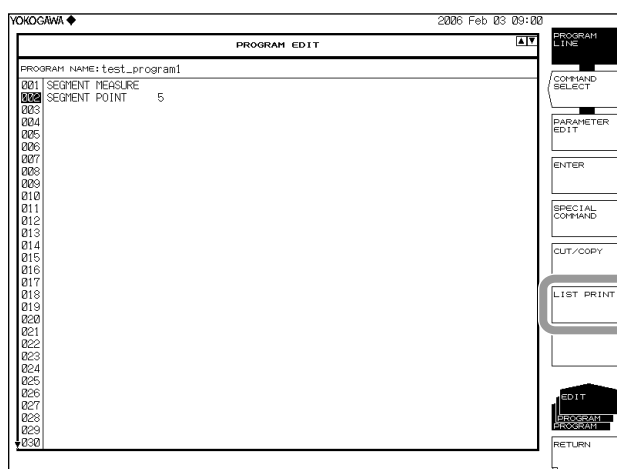 YOKOGAWA ◆ 2006 Feb 03 09:00
PROGRAM EDIT ▲▼
PROGRAM NAME:test_program1
001 SEGMENT MEASURE
002 SEGMENT POINT 5
003
004
005
006
007
008
009
010
011
012
013
014
015
016
017
018
019
020
021
022
023
024
025
026
027
028
029
030
PROGRAM
LINE
COMMAND
SELECT
PARAMETER
EDIT
ENTER
SPECIAL
COMMAND
CUT/COPY
LIST PRINT
EDIT
PROGRAM
PROGRAM
RETURN